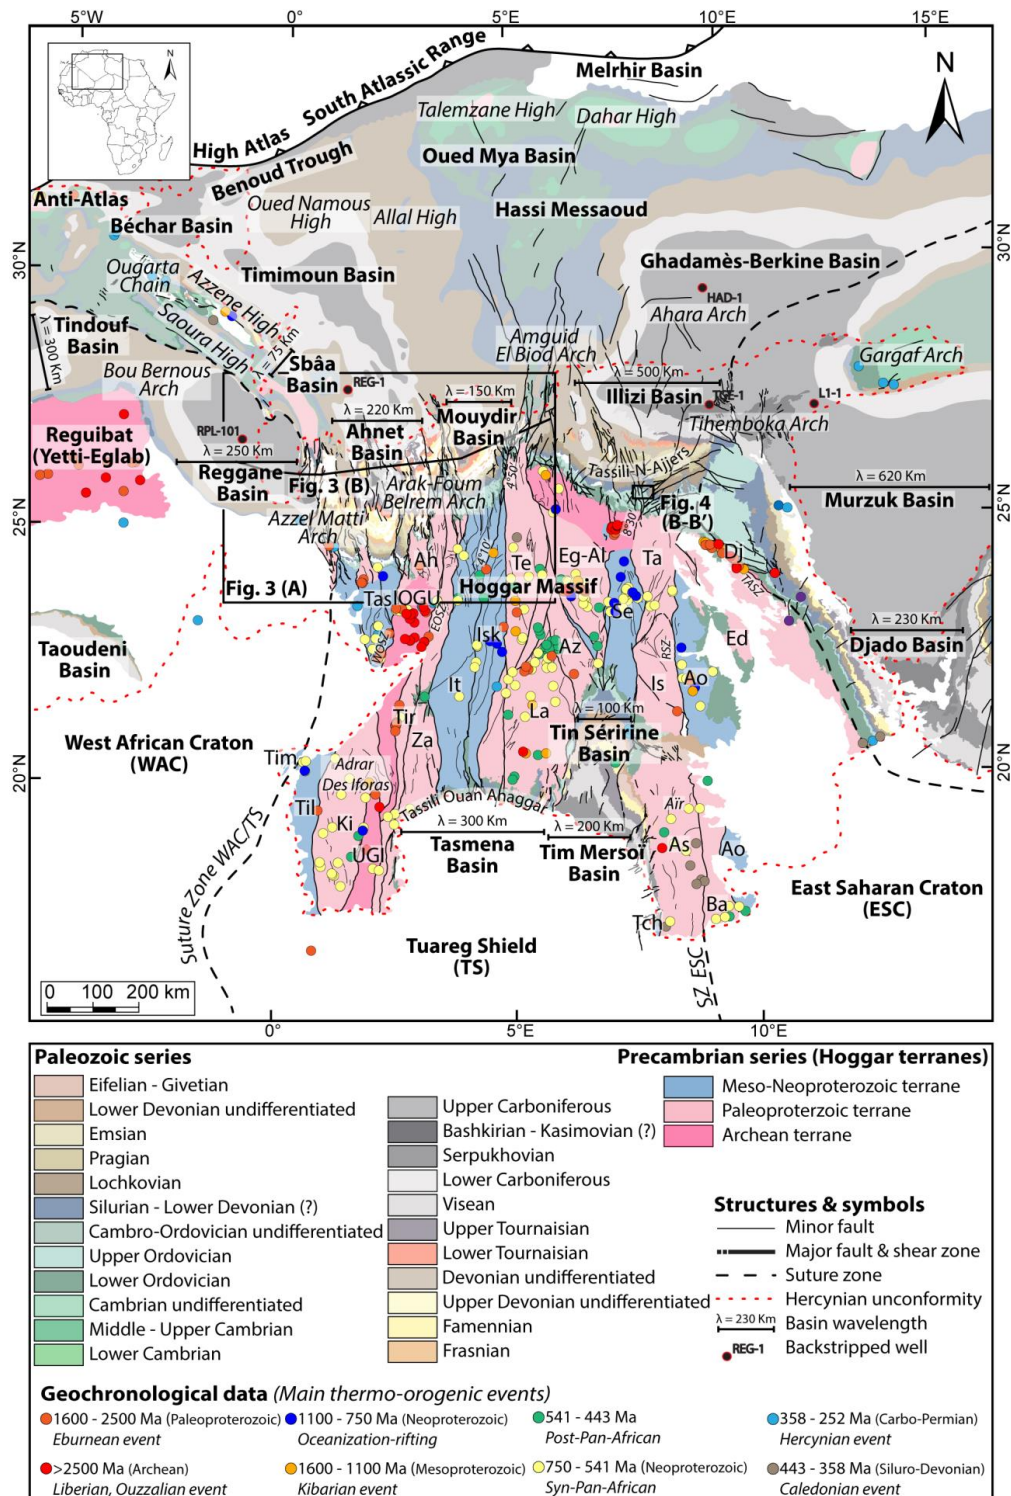 5°W
0°
5°E
10°E
15°E
N
N
South Atlassic Range
Melrhir Basin
Talemzane High
Dahar High
High Atlas
Benoud Trough
Oued Mya Basin
Anti-Atlas
Oued Namous
High
Allal High
Hassi Messaoud
Béchar Basin
30°N
30°N
Ougarta
Chain
Azzene High
Timimoun Basin
Ghadamès-Berkine Basin
HAD-1
Ahara Arch
Tindouf
Basin
λ = 300 Km
Saoura High
λ = 75 Km
Amguid
El Biod Arch
Gargaf Arch
Bou Bernous
Arch
Sbâa
Basin
REG-1
λ = 150 Km
λ = 500 Km
Illizi Basin
TGE-1
L1-1
Tihemboka Arch
Reguibat
(Yetti-Eglab)
RPL-101
λ = 250 Km
λ = 220 Km
Ahnet
Basin
Mouydir
Basin
Reggane
Basin
Fig. 3 (B)
Arak-Foum
Belrem Arch
4°50'
Tassili-N-Ajjers
λ = 620 Km
Murzuk Basin
25°N
25°N
Azzel Matti
Arch
8°30'
Fig. 4
(B-B’)
Fig. 3 (A)
Ah
4°10'
Te
Eg-Al
Ta
Dj
TASZ
Hoggar Massif
Tas
IOGU
EOSZ
WOSZ
Isk
Se
Az
RSZ
Ed
λ = 230 Km
Djado Basin
Taoudeni
Basin
It
La
Is
Ao
λ = 100 Km
Tin Séririne
Basin
Tir
Za
West African Craton
(WAC)
20°N
20°N
Tim
Adrar
Des Iforas
Til
Ki
UGI
Tassili Ouan Ahaggar
λ = 300 Km
Tasmena
Basin
λ = 200 Km
Tim Mersoï
Basin
Aïr
As
Ao
East Saharan Craton
(ESC)
Ba
Tch
Suture Zone WAC/TS
Tuareg Shield
(TS)
SZ ESC
0 100 200 km
0°
5°E
10°E
Paleozoic series
Eifelian - Givetian
Lower Devonian undifferentiated
Emsian
Pragian
Lochkovian
Silurian - Lower Devonian (?)
Cambro-Ordovician undifferentiated
Upper Ordovician
Lower Ordovician
Cambrian undifferentiated
Middle - Upper Cambrian
Lower Cambrian
Upper Carboniferous
Bashkirian - Kasimovian (?)
Serpukhovian
Lower Carboniferous
Visean
Upper Tournaisian
Lower Tournaisian
Devonian undifferentiated
Upper Devonian undifferentiated
Famennian
Frasnian
Precambrian series (Hoggar terranes)
Meso-Neoproterozoic terrane
Paleoproterzoic terrane
Archean terrane
Structures & symbols
Minor fault
Major fault & shear zone
Suture zone
Hercynian unconformity
λ = 230 Km Basin wavelength
REG-1 Backstripped well
Geochronological data (Main thermo-orogenic events)
1600 - 2500 Ma (Paleoproterozoic)
Eburnean event
1100 - 750 Ma (Neoproterozoic)
Oceanization-rifting
541 - 443 Ma
Post-Pan-African
358 - 252 Ma (Carbo-Permian)
Hercynian event
>2500 Ma (Archean)
Liberian, Ouzzalian event
1600 - 1100 Ma (Mesoproterozoic)
Kibarian event
750 - 541 Ma (Neoproterozoic)
Syn-Pan-African
443 - 358 Ma (Siluro-Devonian)
Caledonian event